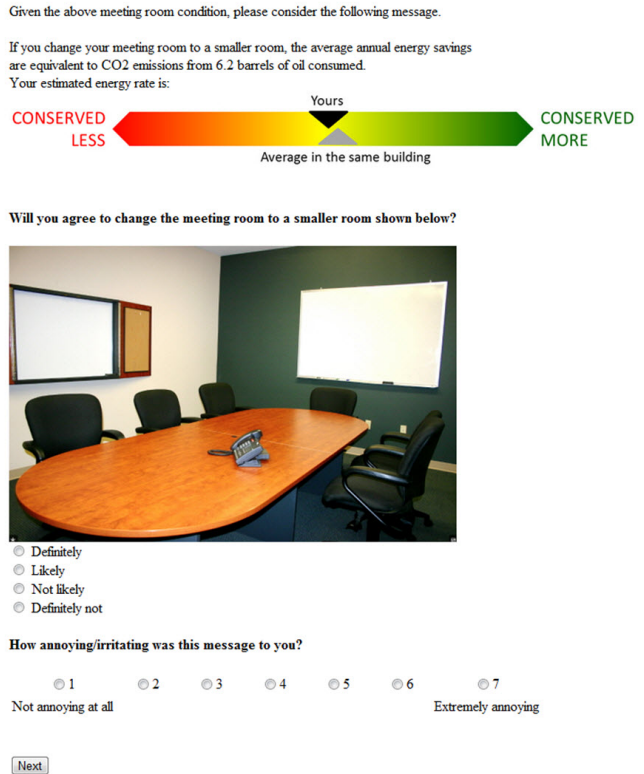 Given the above meeting room condition, please consider the following message.
If you change your meeting room to a smaller room, the average annual energy savings
are equivalent to CO2 emissions from 6.2 barrels of oil consumed.
Your estimated energy rate is:
Yours
CONSERVED LESS
CONSERVED MORE
Average in the same building
Will you agree to change the meeting room to a smaller room shown below?
Definitely
Likely
Not likely
Definitely not
How annoying/irritating was this message to you?
1 2 3 4 5 6 7
Not annoying at all Extremely annoying
Next